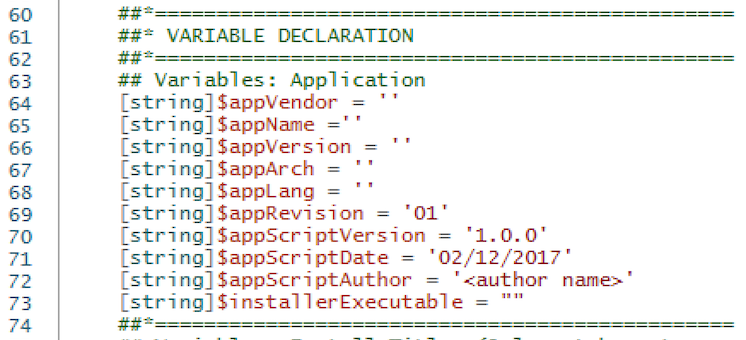 60 ##*===============================================
61 ##* VARIABLE DECLARATION
62 ##*===============================================
63 ## Variables: Application
64 [string]$appVendor = ''
65 [string]$appName =''
66 [string]$appVersion = ''
67 [string]$appArch = ''
68 [string]$appLang = ''
69 [string]$appRevision = '01'
70 [string]$appScriptVersion = '1.0.0'
71 [string]$appScriptDate = '02/12/2017'
72 [string]$appScriptAuthor = '<author name>'
73 [string]$installerExecutable = ""
74 ##*===============================================